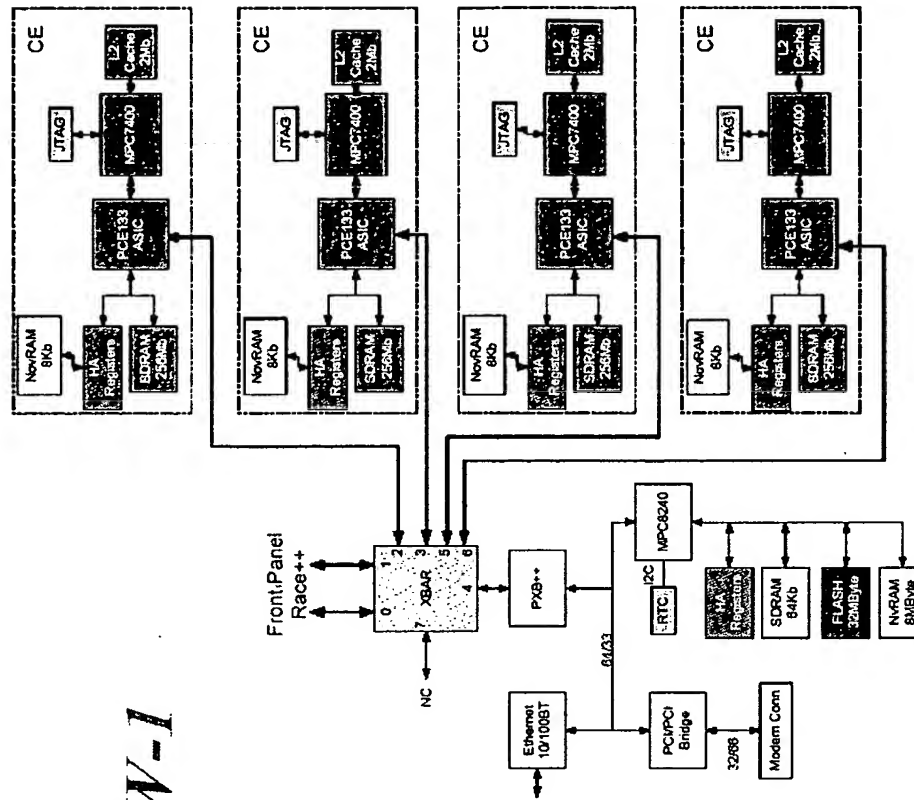 CE
L2
Cache
2Mb
JTAG
MPC7400
PCE133
ASIC
NovRAM
8Kb
HA
Registers
SDRAM
256Mb
CE
L2
Cache
2Mb
JTAG
MPC7400
PCE133
ASIC
NovRAM
8Kb
HA
Registers
SDRAM
256Mb
CE
L2
Cache
2Mb
JTAG
MPC7400
PCE133
ASIC
NovRAM
6Kb
HA
Registers
SDRAM
256Mb
CE
L2
Cache
2Mb
JTAG
MPC7400
PCE133
ASIC
NovRAM
6Kb
HA
Registers
SDRAM
256Mb
Front Panel
Race++
0
1
2
3
5
6
4
7
XBAR
NC
PXB++
MPC8240
I2C
RTC
HA
Registers
SDRAM
64Kb
FLASH
32MByte
NvRAM
8MByte
Ethernet
10/100BT
PCI/PCI
Bridge
32/66
Modem Conn
W-1